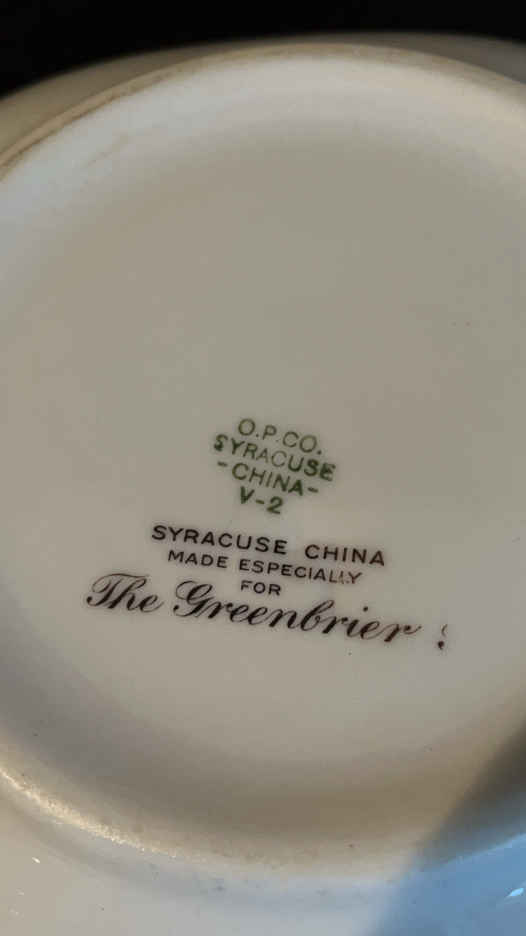 O.P.CO.
SYRACUSE
-CHINA-
V-2
SYRACUSE CHINA
MADE ESPECIALLY
FOR
The Greenbrier